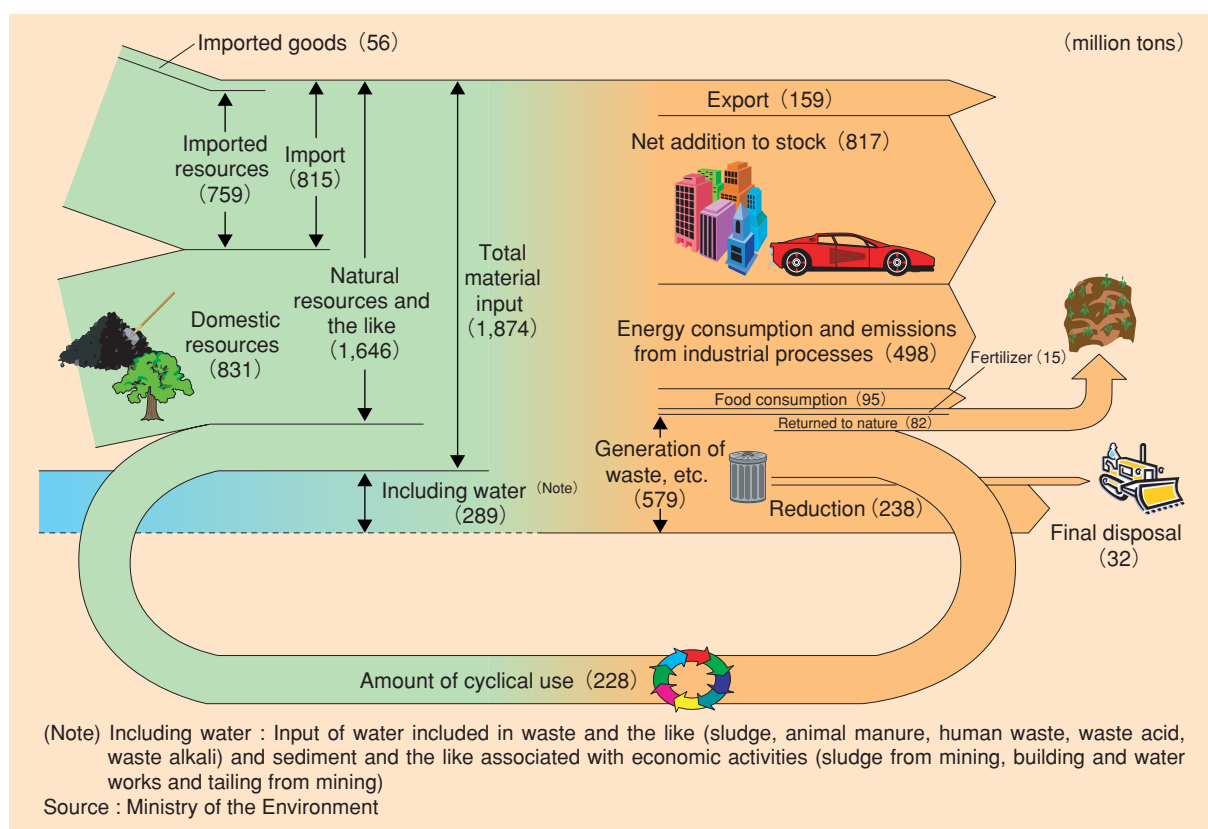 Imported goods（56）
（million tons）
Export（159）
Imported
resources
（759）
Import
（815）
Net addition to stock（817）
Total
material
input
（1,874）
Natural
resources and
the like
（1,646）
Domestic
resources
（831）
Energy consumption and emissions
from industrial processes（498）
Fertilizer（15）
Food consumption（95）
Returned to nature（82）
Generation of
waste, etc.
（579）
Including water（Note）
（289）
Reduction（238）
Final disposal
（32）
Amount of cyclical use（228）
(Note) Including water : Input of water included in waste and the like (sludge, animal manure, human waste, waste acid,
waste alkali) and sediment and the like associated with economic activities (sludge from mining, building and water
works and tailing from mining)
Source : Ministry of the Environment